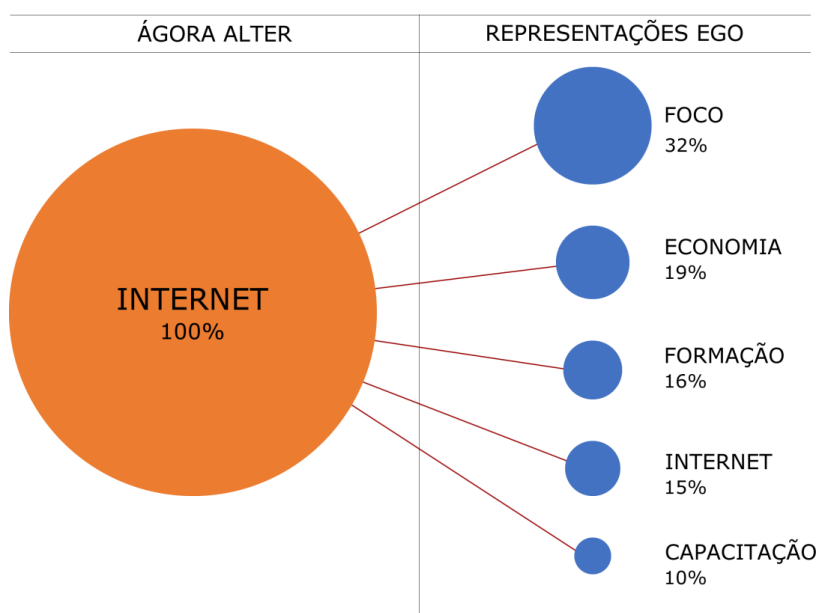 ÁGORA ALTER
REPRESENTAÇÕES EGO
INTERNET
100%
FOCO
32%
ECONOMIA
19%
FORMAÇÃO
16%
INTERNET
15%
CAPACITAÇÃO
10%